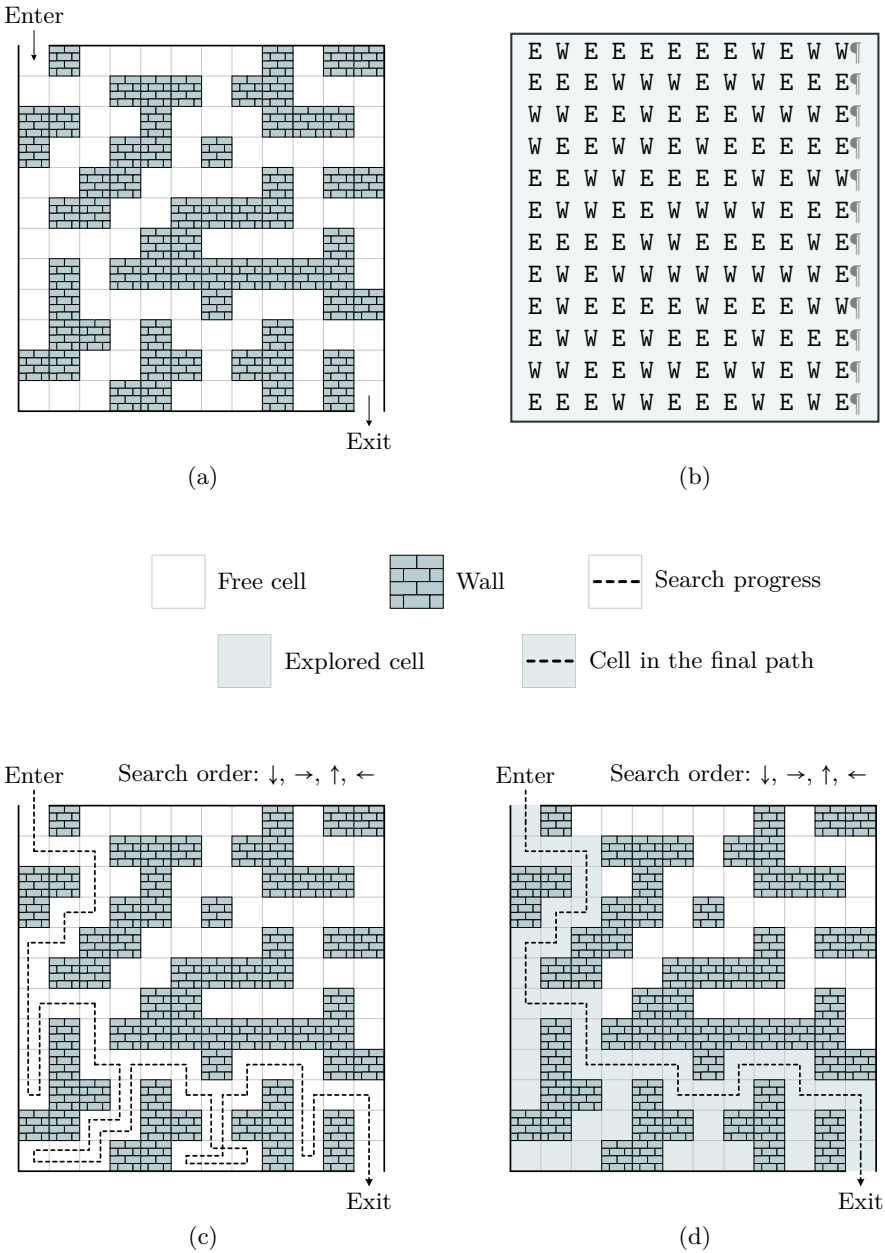 Enter
Exit
(a)
E W E E E E E E W E W W¶
E E E W W W E W W E E E¶
W W E E W E E E W W W E¶
W E E W W E W E E E E E¶
E E W W E E E E W E W W¶
E W W E E W W W W E E E¶
E E E E W W E E E E W E¶
E W E W W W W W W W W E¶
E W E E E E W E E E W W¶
E W W E W E E E W E E E¶
W W E E W W E W W E W E¶
E E E W W E E E W E W E¶
(b)
Free cell
Wall
Search progress
Explored cell
Cell in the final path
Enter
Search order: ↓, →, ↑, ←
Exit
(c)
Enter
Search order: ↓, →, ↑, ←
Exit
(d)